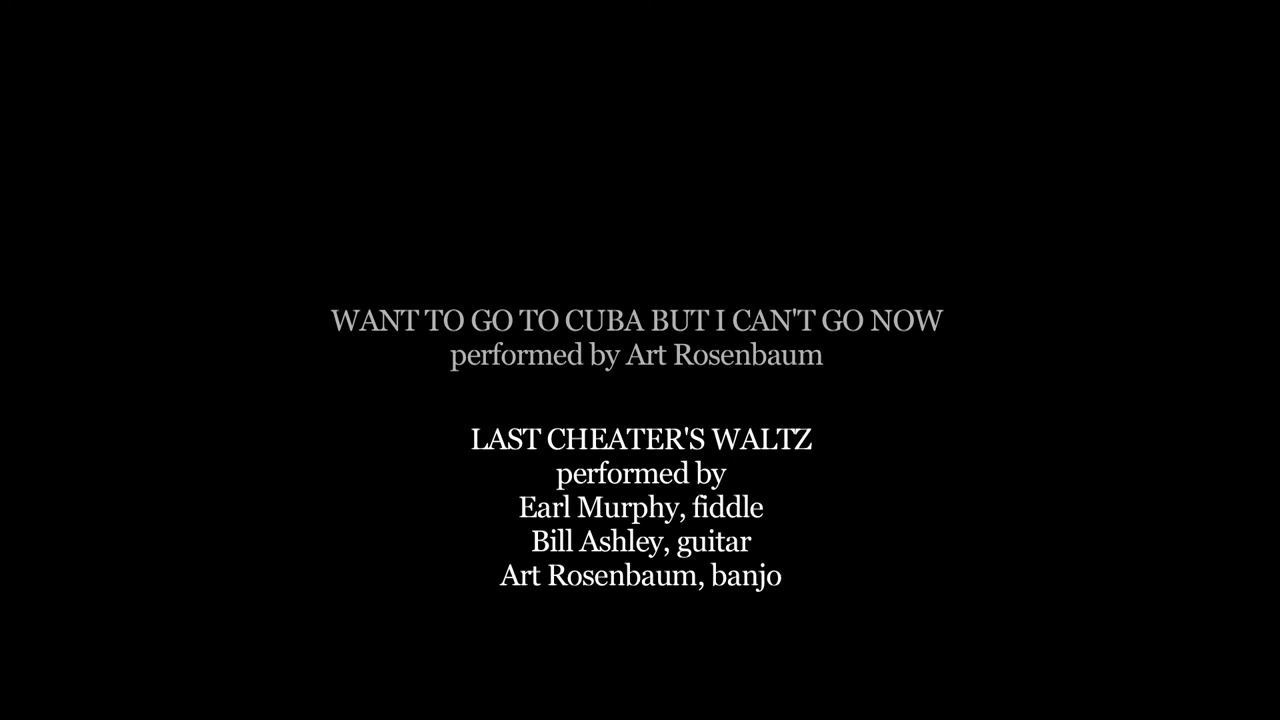 WANT TO GO TO CUBA BUT I CAN'T GO NOW
performed by Art Rosenbaum
LAST CHEATER'S WALTZ
performed by
Earl Murphy, fiddle
Bill Ashley, guitar
Art Rosenbaum, banjo